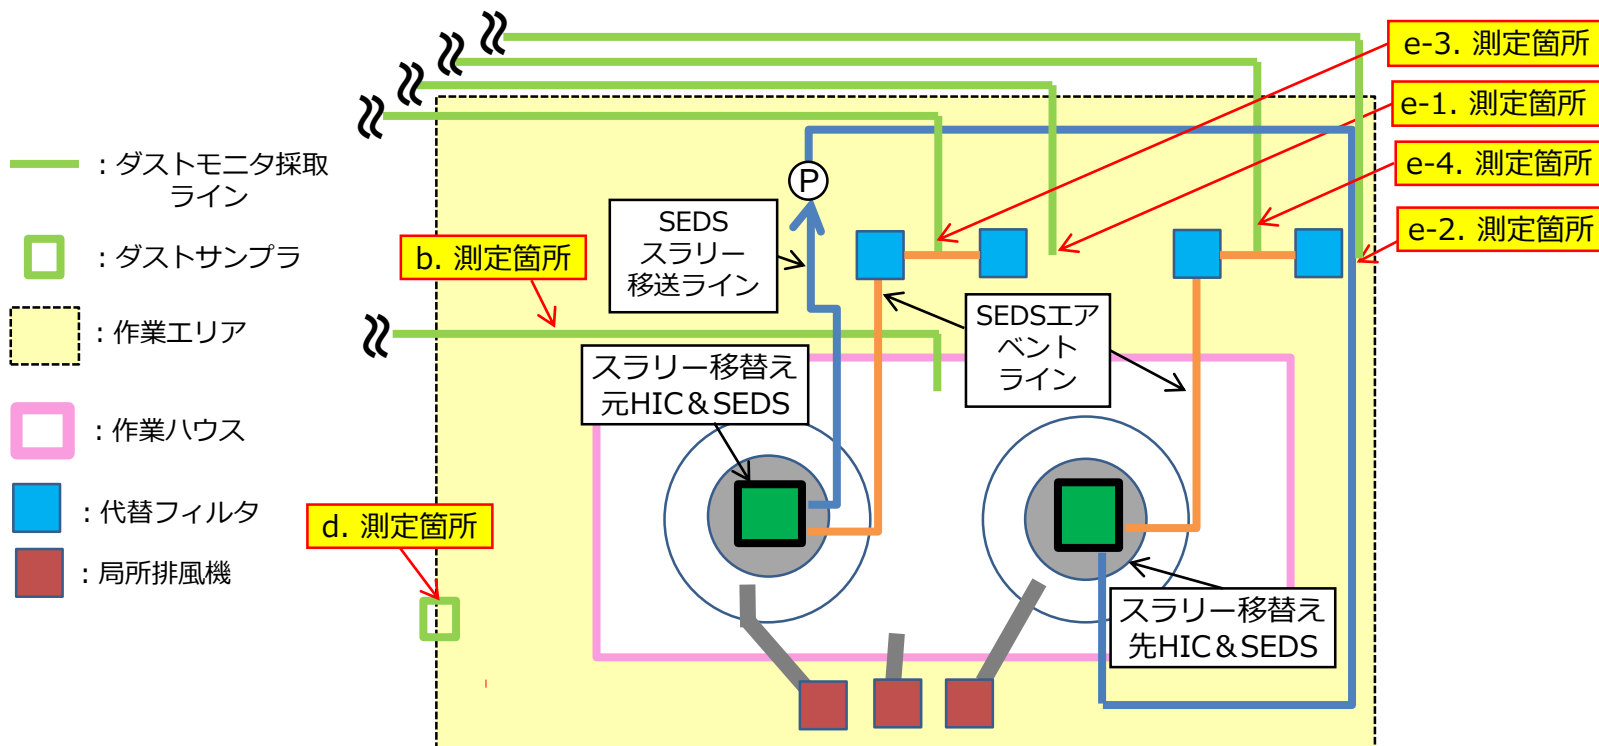 e-3. 測定箇所
e-1. 測定箇所
e-4. 測定箇所
e-2. 測定箇所
：ダストモニタ採取
ライン
：ダストサンプラ
：作業エリア
：作業ハウス
：代替フィルタ
：局所排風機
P
SEDS
スラリー
移送ライン
b. 測定箇所
SEDSエア
ベント
ライン
スラリー移替え
元HIC＆SEDS
d. 測定箇所
スラリー移替え
先HIC＆SEDS